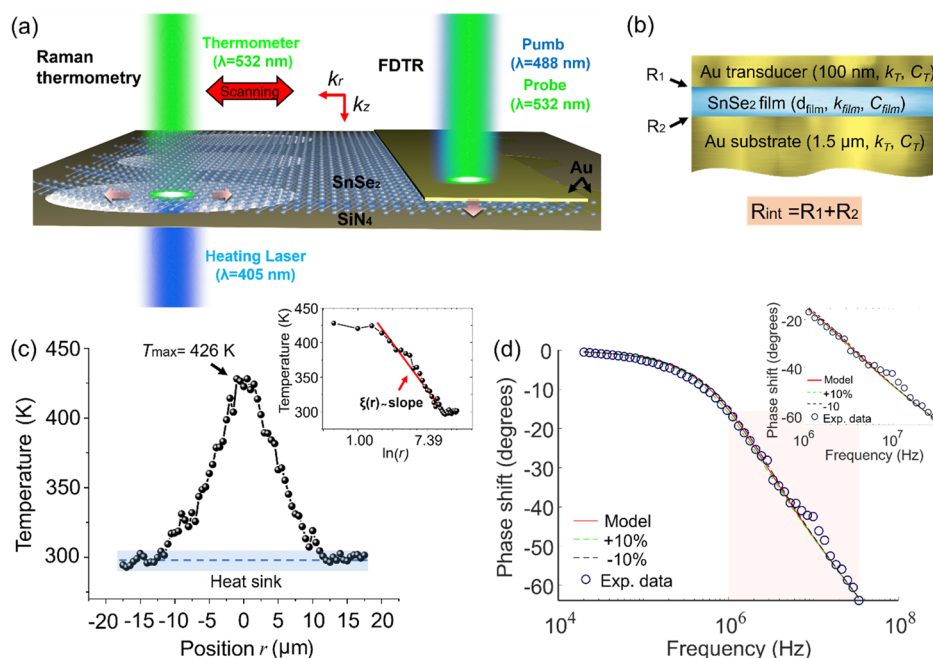 (a)
Raman thermometry
Thermometer
(λ=532 nm)
Scanning
k_r
k_z
FDTR
Pumb
(λ=488 nm)
Probe
(λ=532 nm)
Au
SnSe₂
SiN₄
Heating Laser
(λ=405 nm)
(b)
R₁
R₂
Au transducer (100 nm, k_T, C_T)
SnSe₂ film (d_film, k_film, C_film)
Au substrate (1.5 µm, k_T, C_T)
R_int =R₁+R₂
(c)
Temperature (K)
450
400
350
300
T_max= 426 K
Heat sink
-20 -15 -10 -5 0 5 10 15 20
Position r (µm)
Temperature (K)
450
400
350
300
ξ(r)~slope
1.00 7.39
ln(r)
(d)
Phase shift (degrees)
0
-10
-20
-30
-40
-50
-60
Model
+10%
-10%
Exp. data
10⁴ 10⁶ 10⁸
Frequency (Hz)
Phase shift (degrees)
-20
-40
-60
Model
+10%
-10
Exp. data
10⁶ 10⁷
Frequency (Hz)